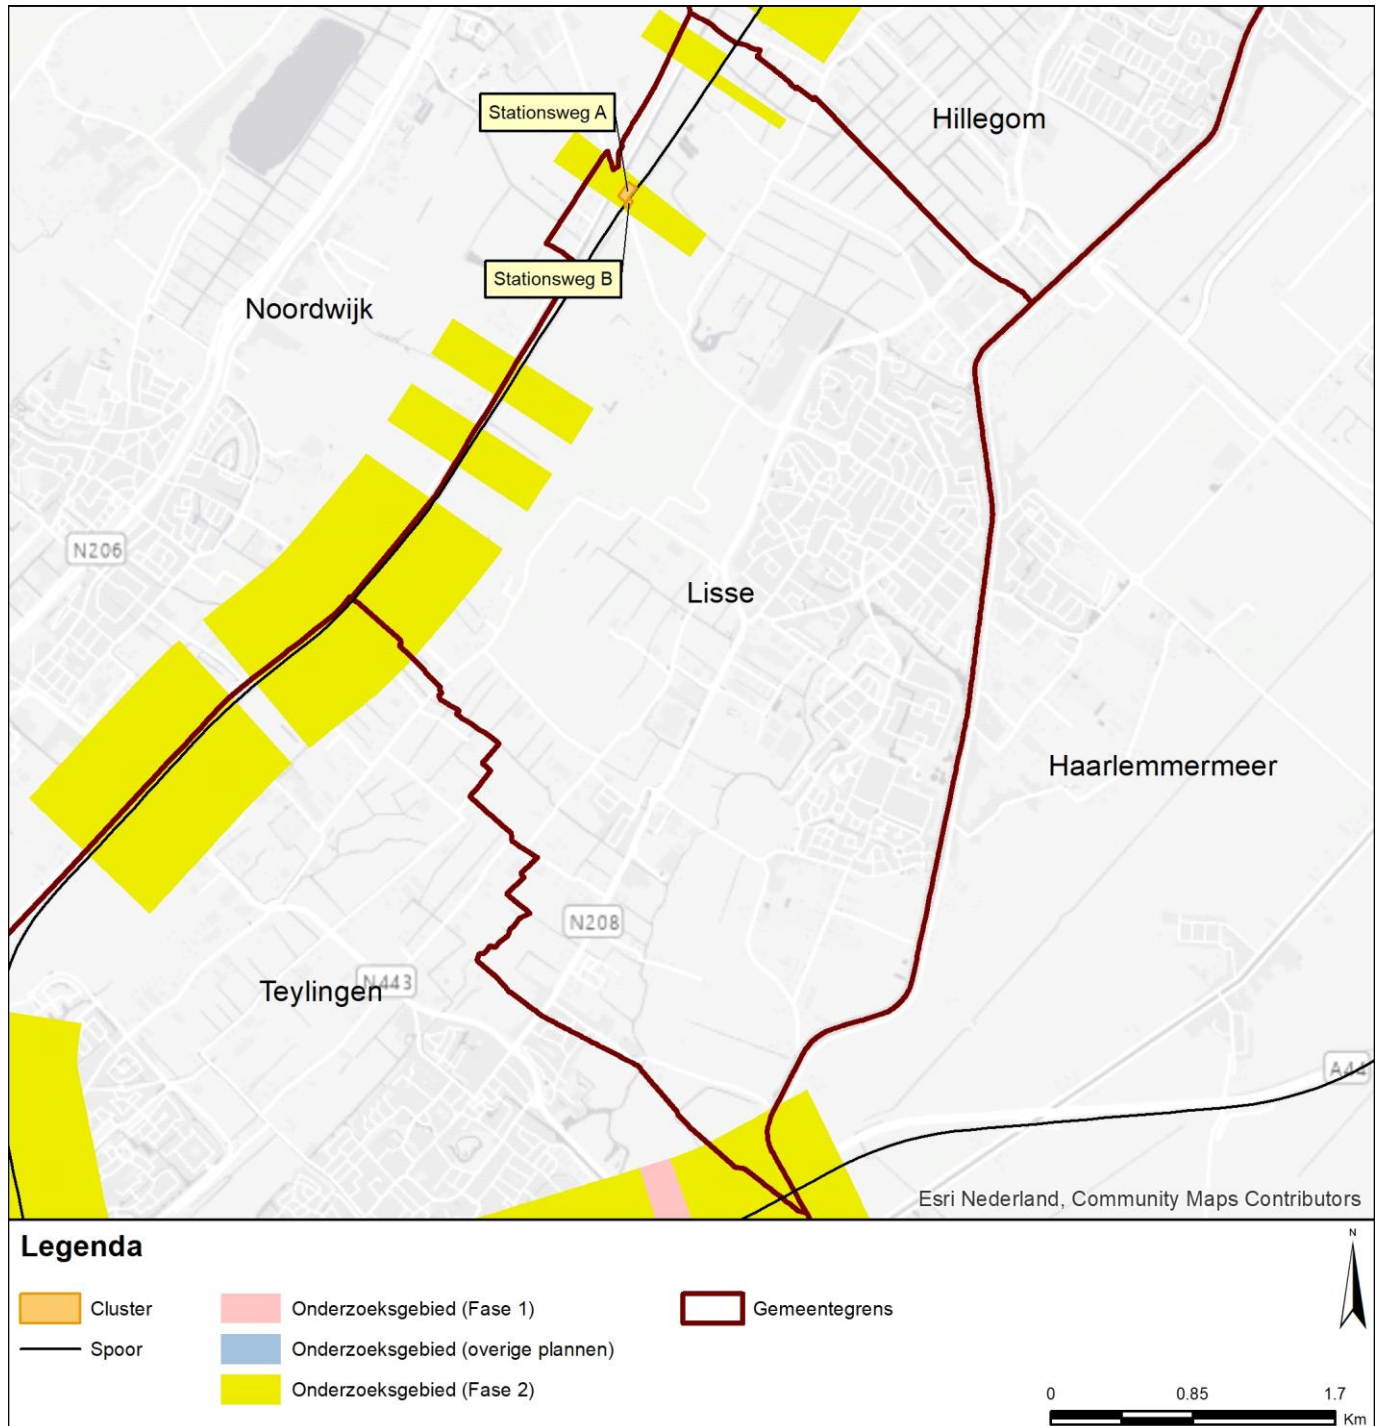 Stationsweg A
Hillegom
Stationsweg B
Noordwijk
N206
Lisse
Haarlemmermeer
N208
Teylingen
N443
A44
Esri Nederland, Community Maps Contributors
Legenda
Cluster
Spoor
Onderzoeksgebied (Fase 1)
Onderzoeksgebied (overige plannen)
Onderzoeksgebied (Fase 2)
Gemeentegrens
N
0 0.85 1.7
Km